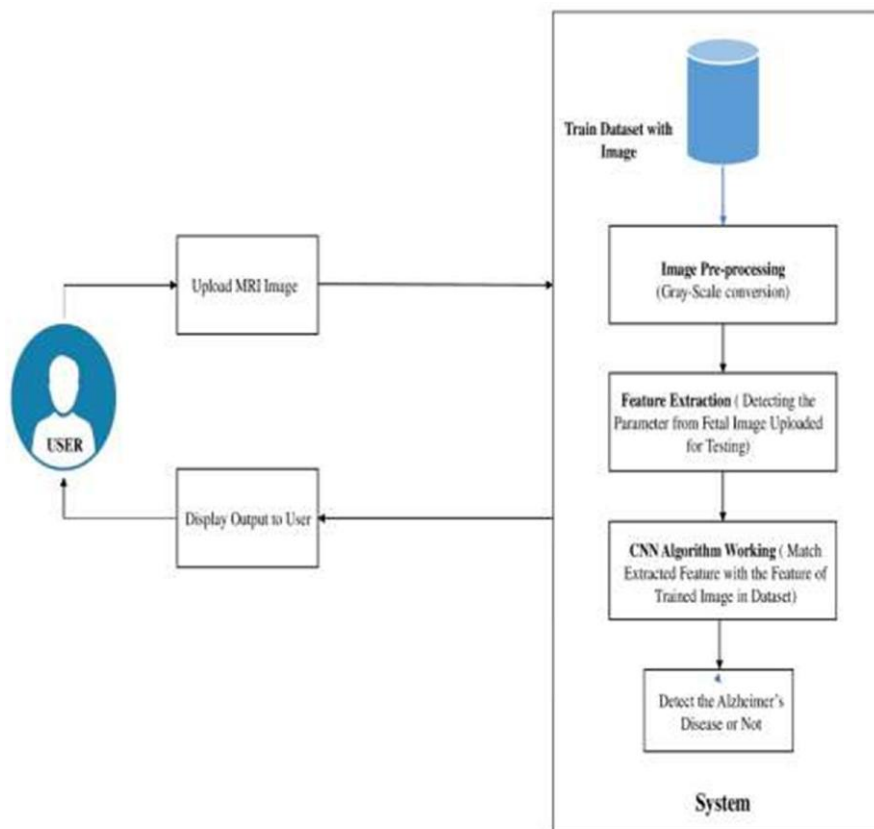 Train Dataset with
Image
Upload MRI Image
Image Pre-processing
(Gray-Scale conversion)
USER
Feature Extraction ( Detecting the
Parameter from Fetal Image Uploaded
for Testing)
Display Output to User
CNN Algorithm Working ( Match
Extracted Feature with the Feature of
Trained Image in Dataset)
Detect the Alzheimer's
Disease or Not
System